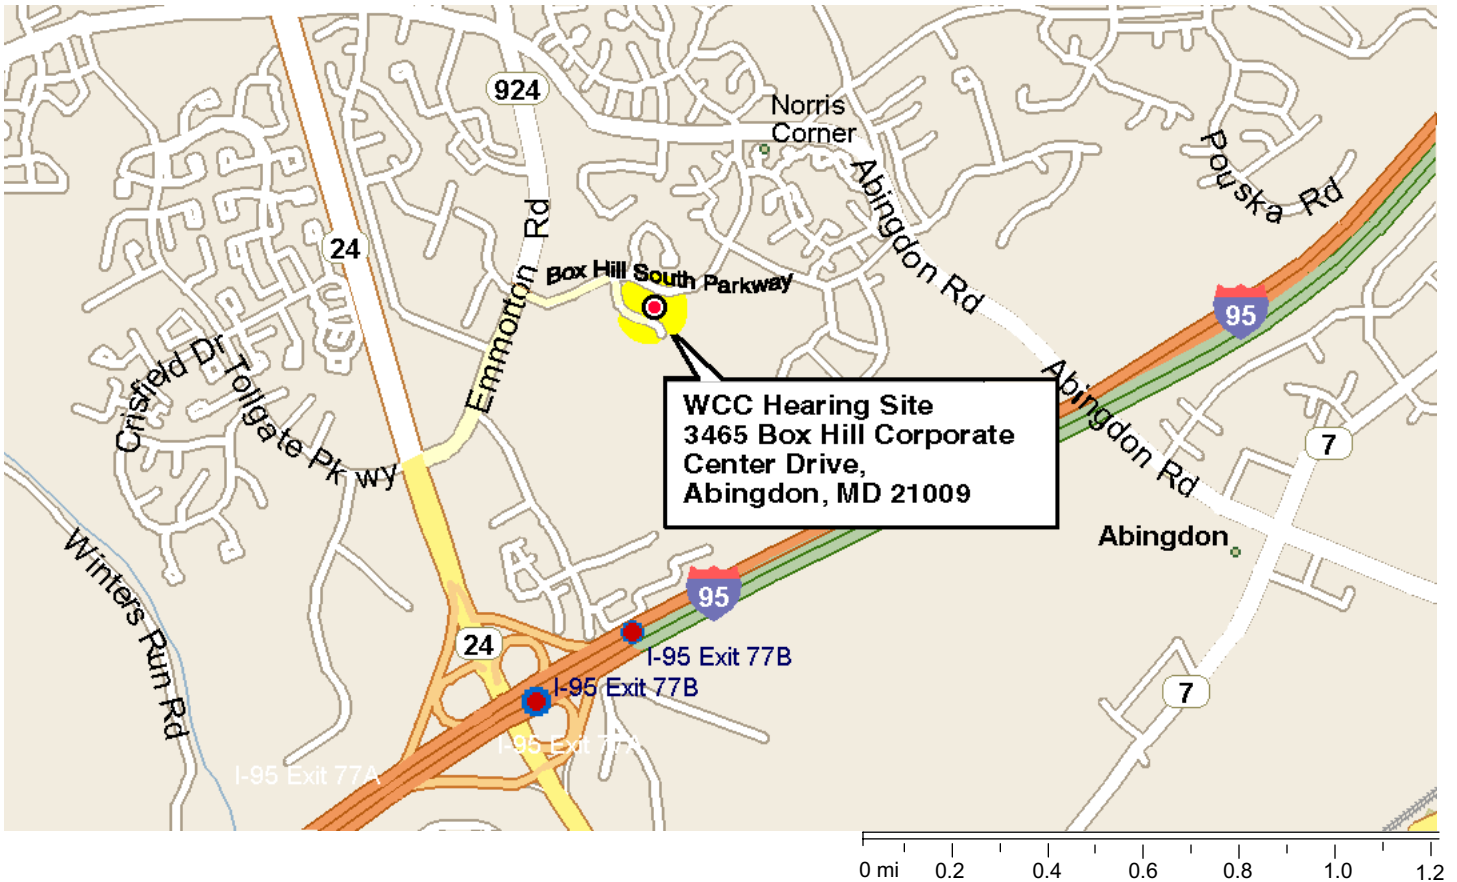 924
Norris
Corner
Pouska Rd
Abingdon Rd
24
Emmorton Rd
Box Hill South Parkway
95
Crisfield Dr
Tollgate Pkwy
WCC Hearing Site
3465 Box Hill Corporate
Center Drive,
Abingdon, MD 21009
Abingdon Rd
7
Abingdon
Winters Run Rd
95
24
I-95 Exit 77B
I-95 Exit 77B
7
I-95 Exit 77A
I-95 Exit 77A
0 mi 0.2 0.4 0.6 0.8 1.0 1.2